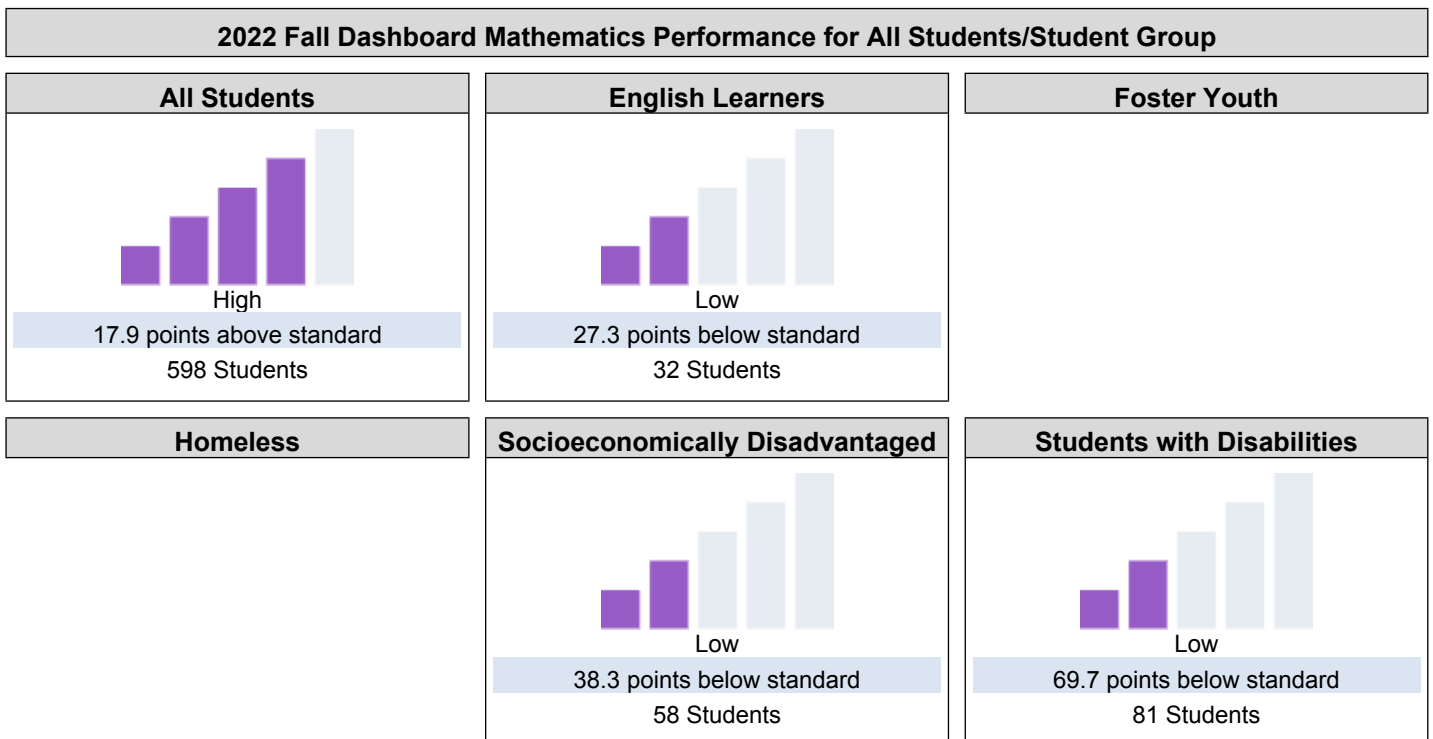 2022 Fall Dashboard Mathematics Performance for All Students/Student Group
All Students
High
17.9 points above standard
598 Students
English Learners
Low
27.3 points below standard
32 Students
Foster Youth
Homeless
Socioeconomically Disadvantaged
Low
38.3 points below standard
58 Students
Students with Disabilities
Low
69.7 points below standard
81 Students